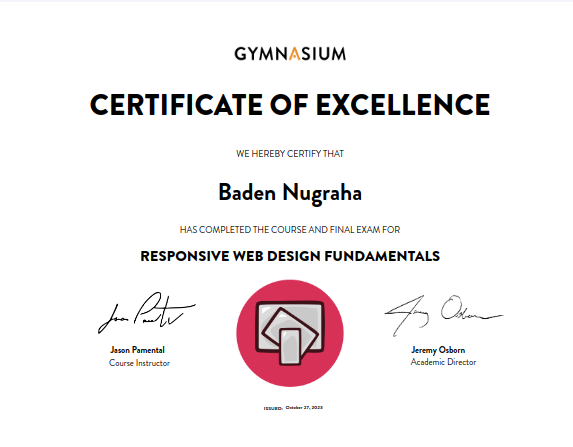 GYMNASIUM
CERTIFICATE OF EXCELLENCE
WE HEREBY CERTIFY THAT
Baden Nugraha
HAS COMPLETED THE COURSE AND FINAL EXAM FOR
RESPONSIVE WEB DESIGN FUNDAMENTALS
Jason Pamental
Course Instructor
Jeremy Osborn
Academic Director
ISSUED: October 27, 2023